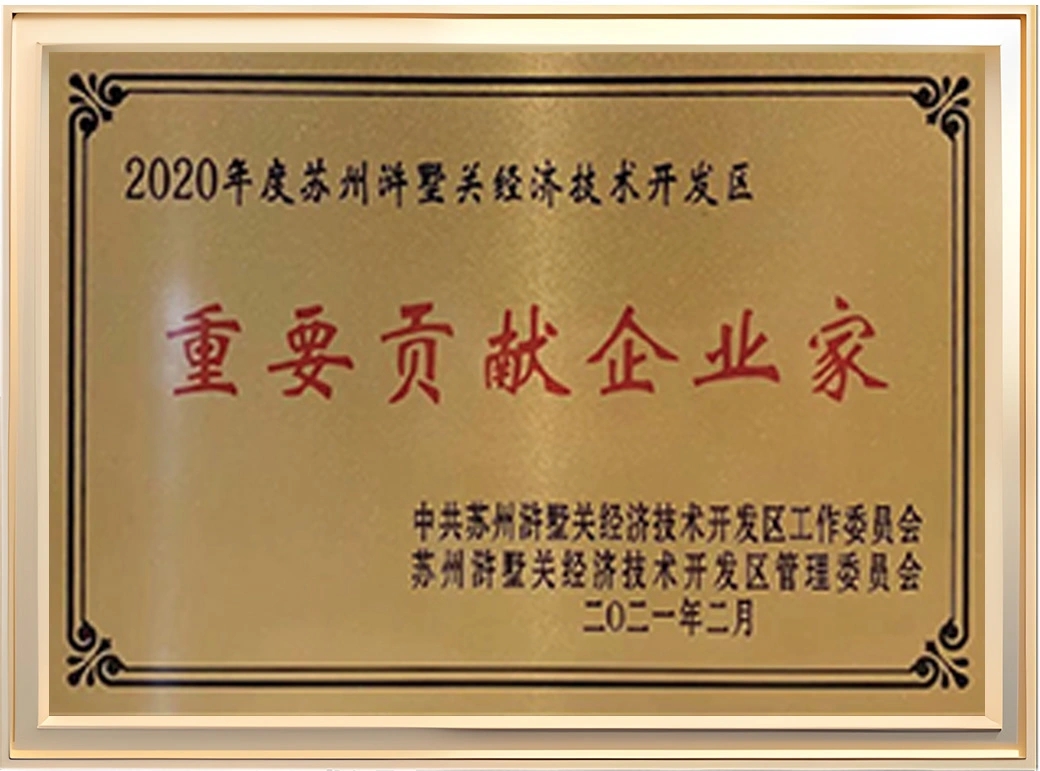 2020年度苏州浒墅关经济技术开发区
重要贡献企业家
中共苏州浒墅关经济技术开发区工作委员会
苏州浒墅关经济技术开发区管理委员会
二〇二一年二月